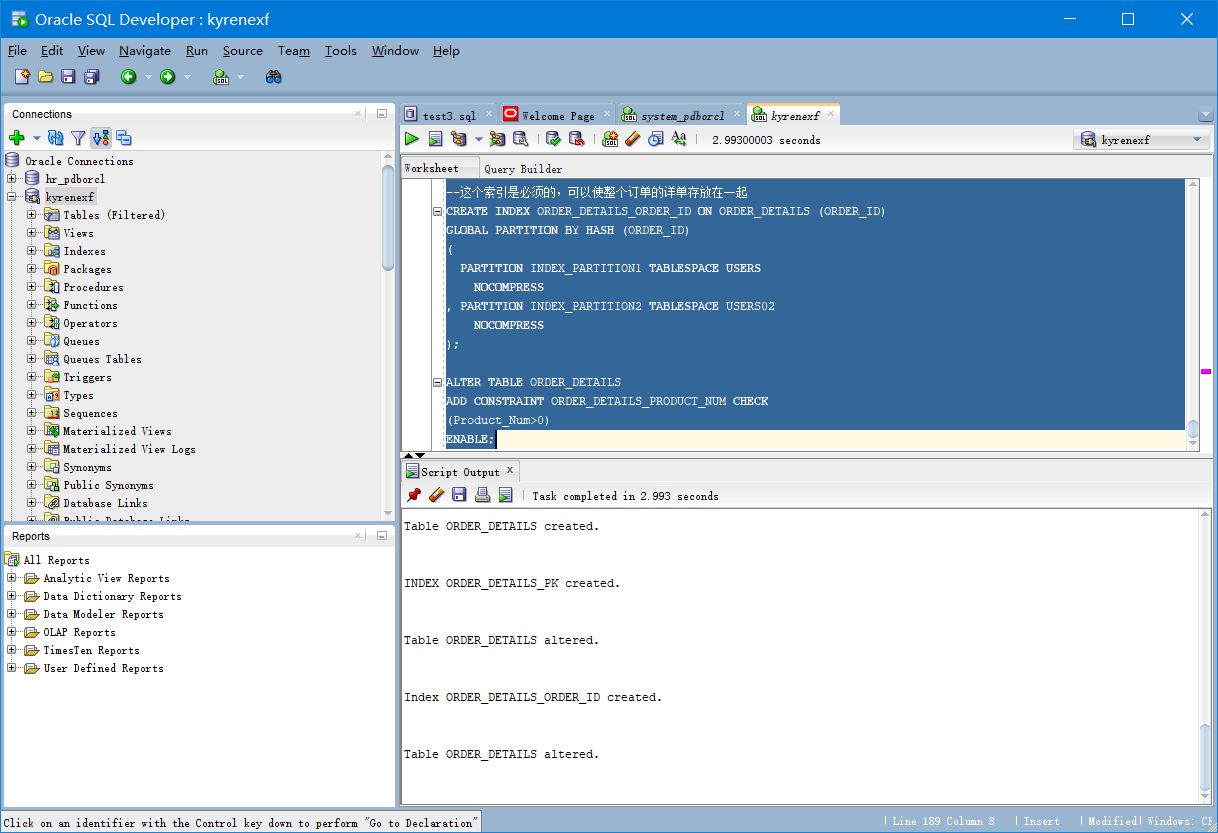 Oracle SQL Developer : kyrenexf
File Edit View Navigate Run Source Team Tools Window Help
Connections
Oracle Connections
hr_pdborcl
kyrenexf
Tables (Filtered)
Views
Indexes
Packages
Procedures
Functions
Operators
Queues
Queues Tables
Triggers
Types
Sequences
Materialized Views
Materialized View Logs
Synonyms
Public Synonyms
Database Links
Public Database Links
Reports
All Reports
Analytic View Reports
Data Dictionary Reports
Data Modeler Reports
OLAP Reports
TimesTen Reports
User Defined Reports
test3.sql Welcome Page system_pdborcl kyrenexf
2.99300003 seconds kyrenexf
Worksheet Query Builder
--这个索引是必须的，可以使整个订单的详单存放在一起
CREATE INDEX ORDER_DETAILS_ORDER_ID ON ORDER_DETAILS (ORDER_ID)
GLOBAL PARTITION BY HASH (ORDER_ID)
(
PARTITION INDEX_PARTITION1 TABLESPACE USERS
NOCOMPRESS
, PARTITION INDEX_PARTITION2 TABLESPACE USERS02
NOCOMPRESS
);
ALTER TABLE ORDER_DETAILS
ADD CONSTRAINT ORDER_DETAILS_PRODUCT_NUM CHECK
(Product_Num>0)
ENABLE;
Script Output x
Task completed in 2.993 seconds
Table ORDER_DETAILS created.
INDEX ORDER_DETAILS_PK created.
Table ORDER_DETAILS altered.
Index ORDER_DETAILS_ORDER_ID created.
Table ORDER_DETAILS altered.
Click on an identifier with the Control key down to perform "Go to Declaration"
Line 189 Column 8 Insert Modified Windows: CF